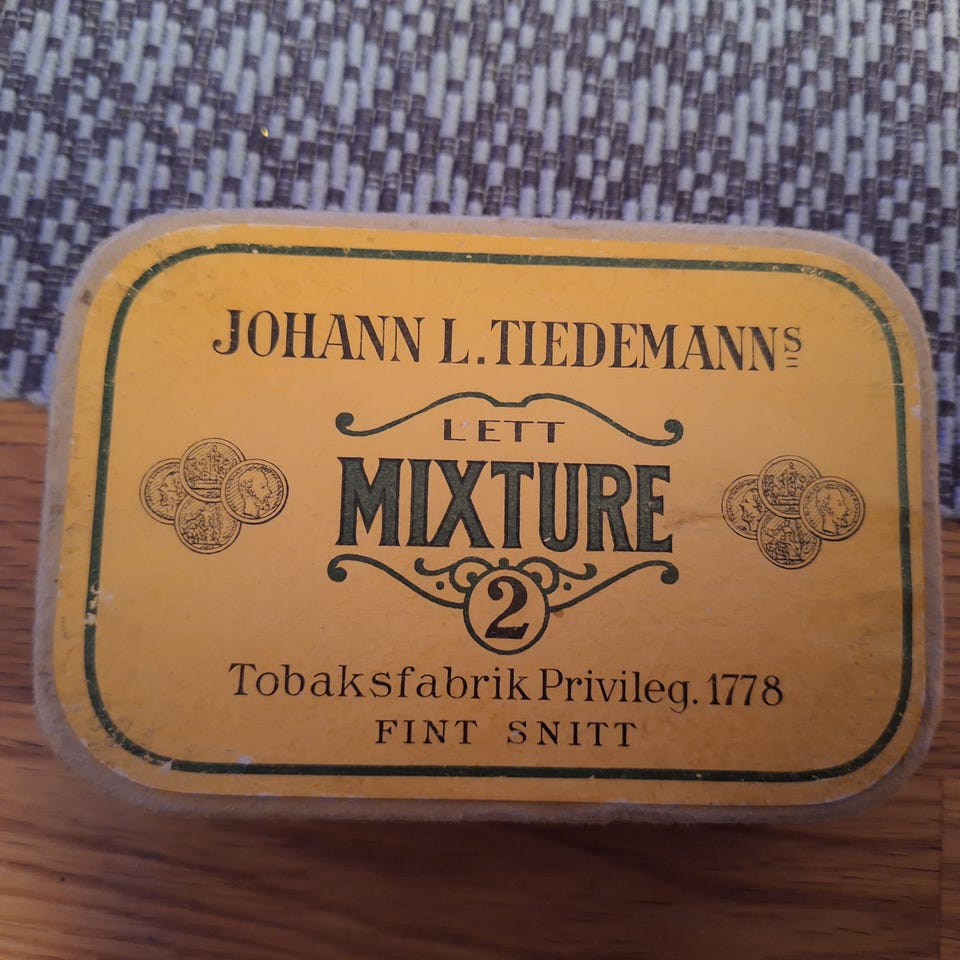 JOHANN L. TIEDEMANNS
LETT
MIXTURE
2
Tobaksfabrik Privileg. 1778
FINT SNITT